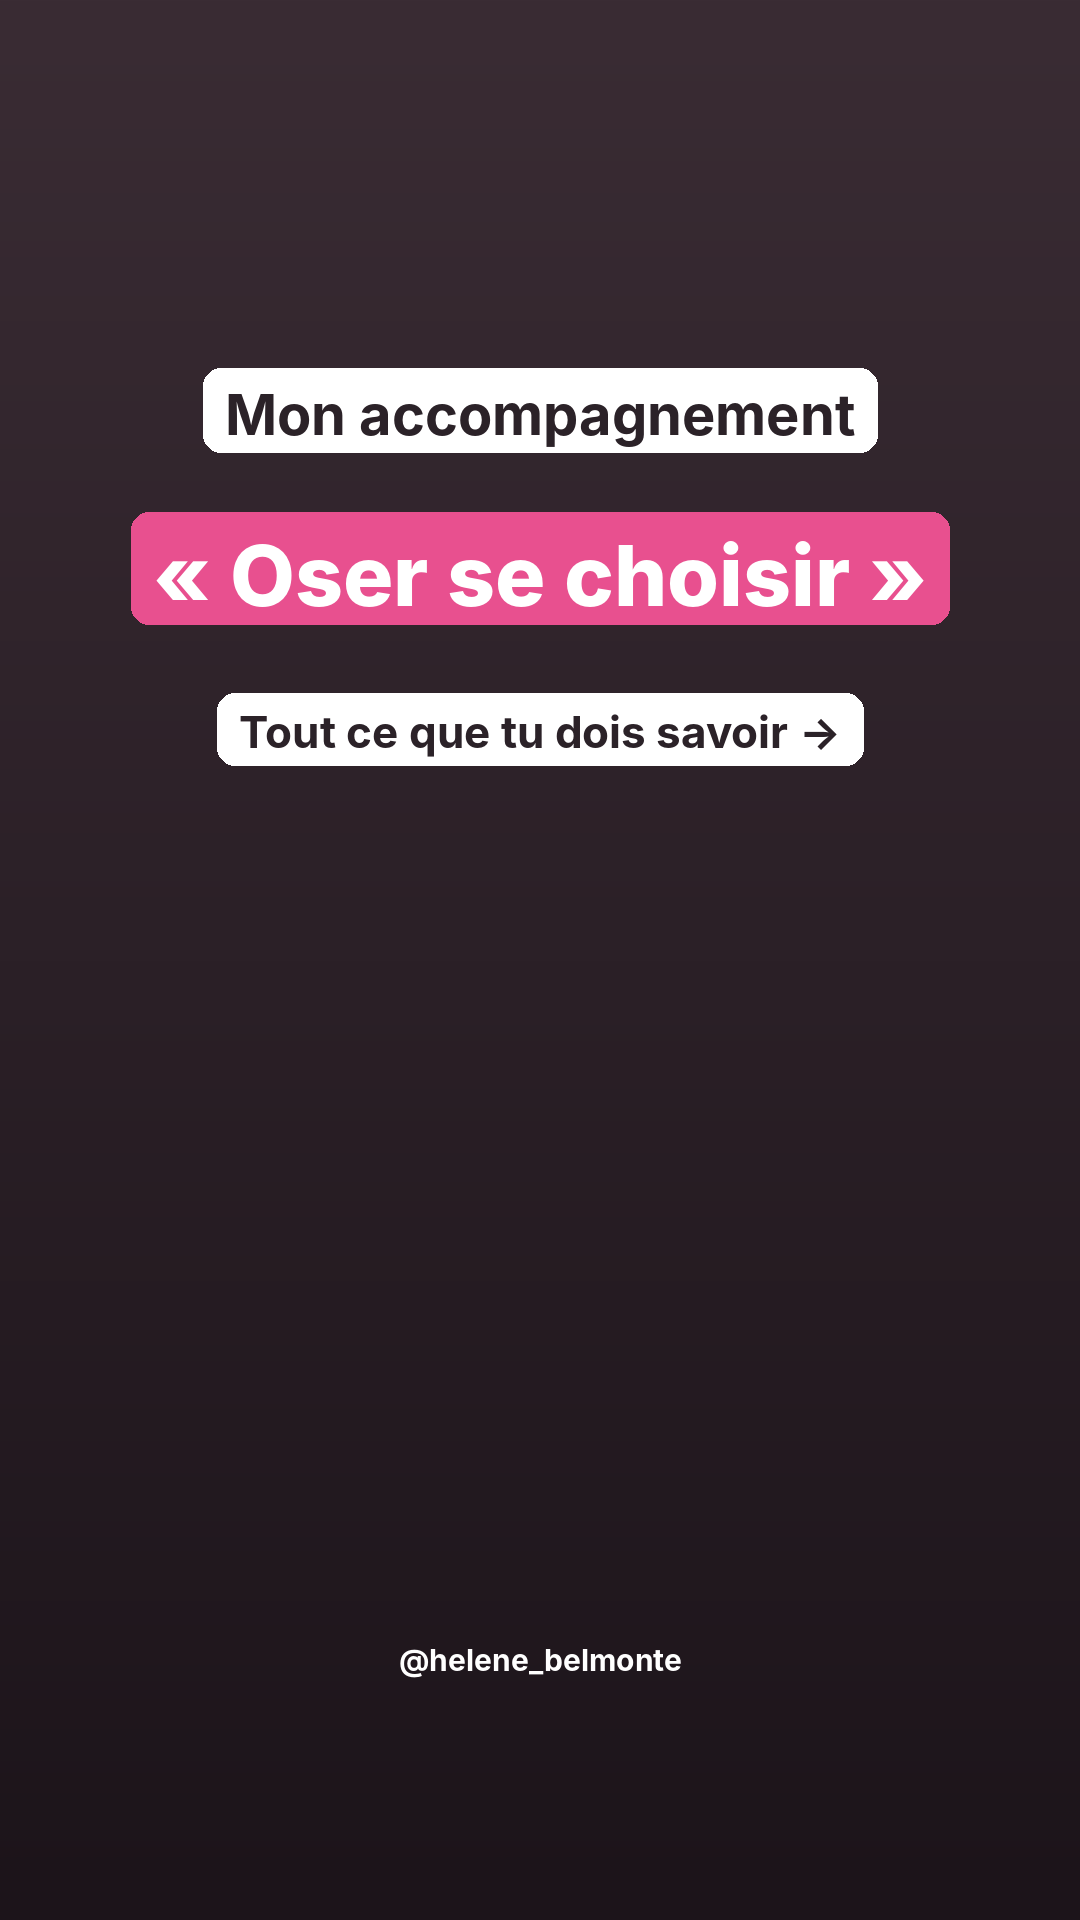 Mon accompagnement
« Oser se choisir »
Tout ce que tu dois savoir →
@helene_belmonte